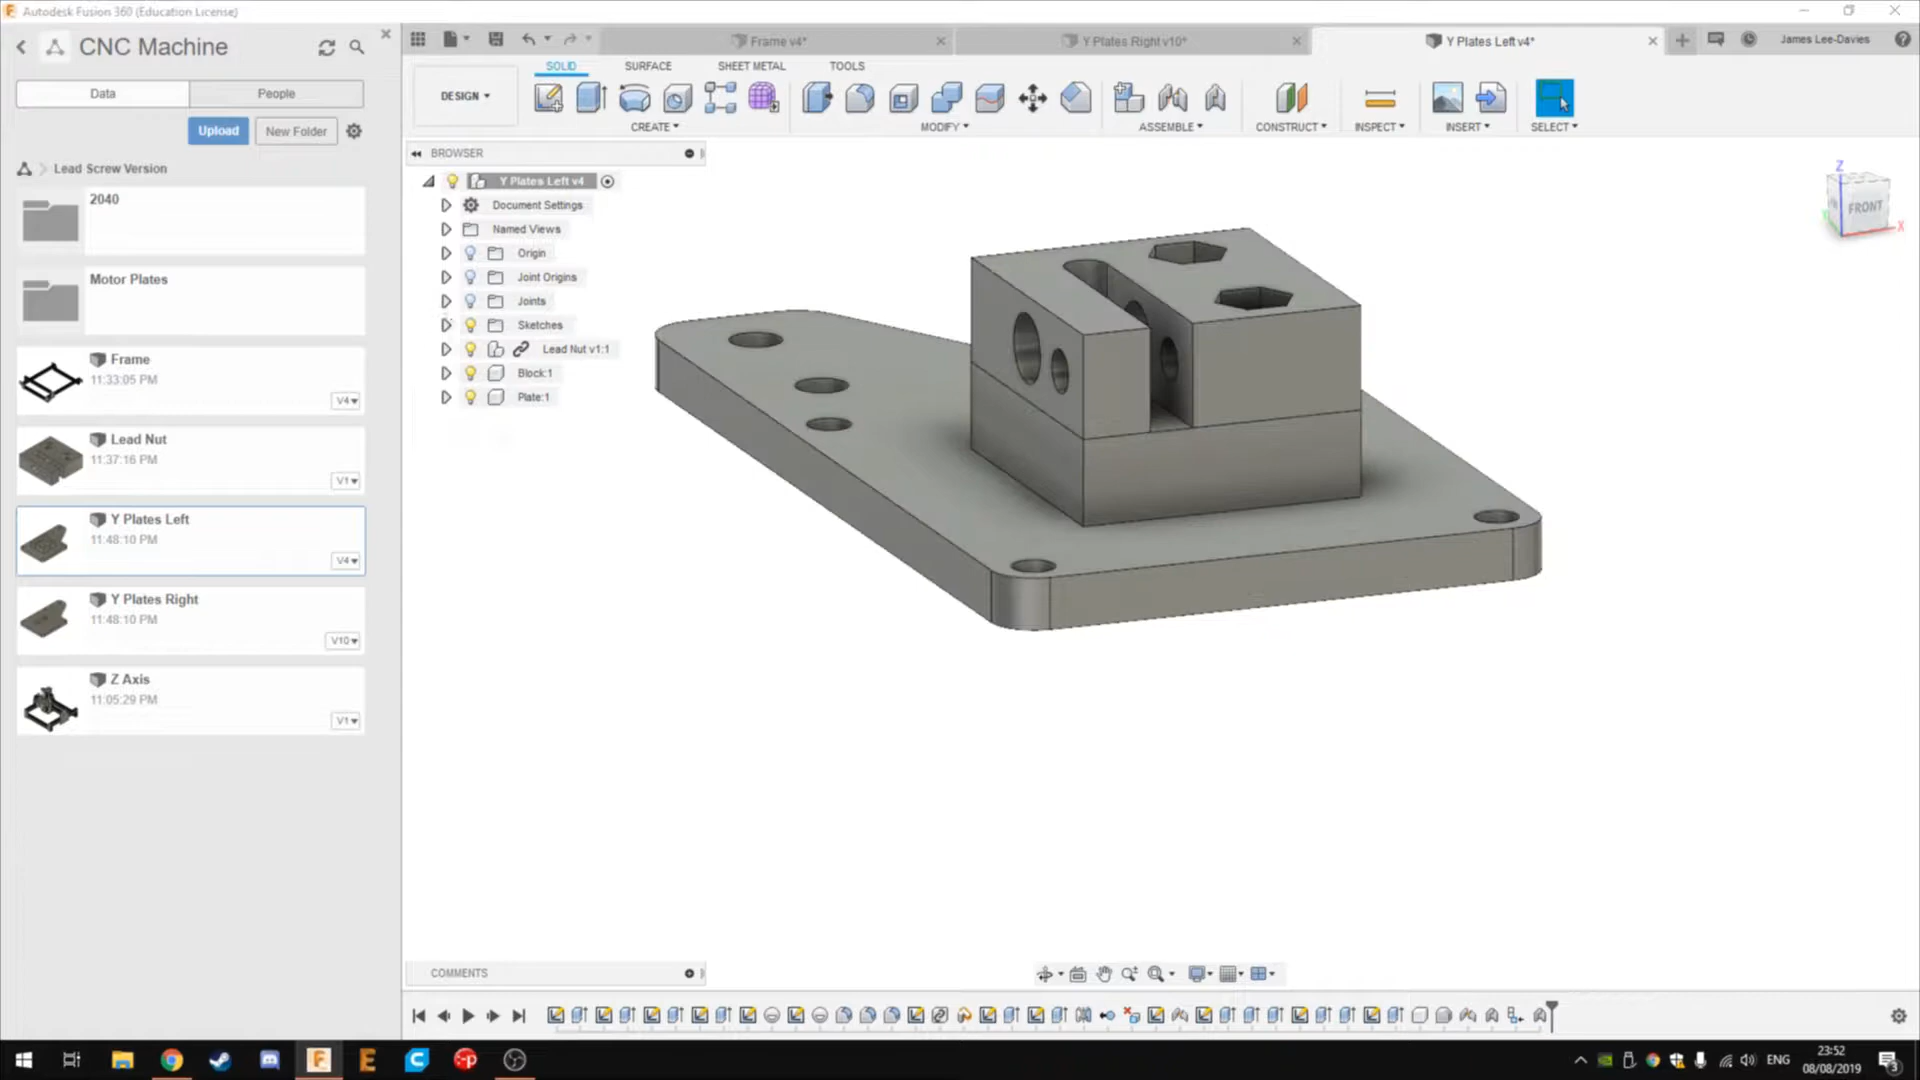 Autodesk Fusion 360 (Education License)
CNC Machine
Data
People
Upload
New Folder
Lead Screw Version
2040
Motor Plates
Frame
11:33:05 PM
V4
Lead Nut
11:37:16 PM
V1
Y Plates Left
11:48:10 PM
V4
Y Plates Right
11:48:10 PM
V10
Z Axis
11:05:29 PM
V1
Frame v4*
Y Plates Right v10*
Y Plates Left v4*
James Lee-Davies
SOLID
SURFACE
SHEET METAL
TOOLS
DESIGN
CREATE
MODIFY
ASSEMBLE
CONSTRUCT
INSPECT
INSERT
SELECT
BROWSER
Y Plates Left v4
Document Settings
Named Views
Origin
Joint Origins
Joints
Sketches
Lead Nut v1:1
Block:1
Plate:1
Z
FRONT
X
COMMENTS
ENG
23:52
08/08/2019
3